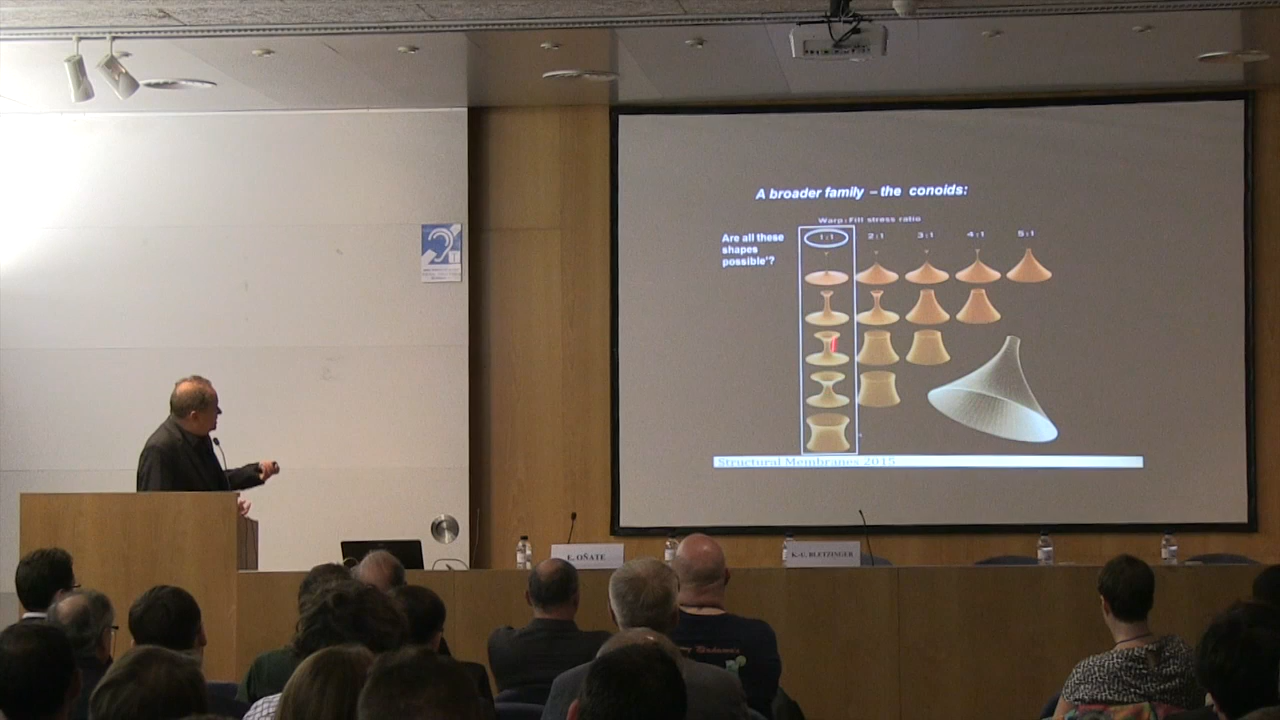 A broader family – the conoids:
Warp : Fill stress ratio
Are all these
shapes
possible'?
1:1 2:1 3:1 4:1 5:1
Structural Membranes 2015
T
E. OÑATE
K.-U. BLETZINGER